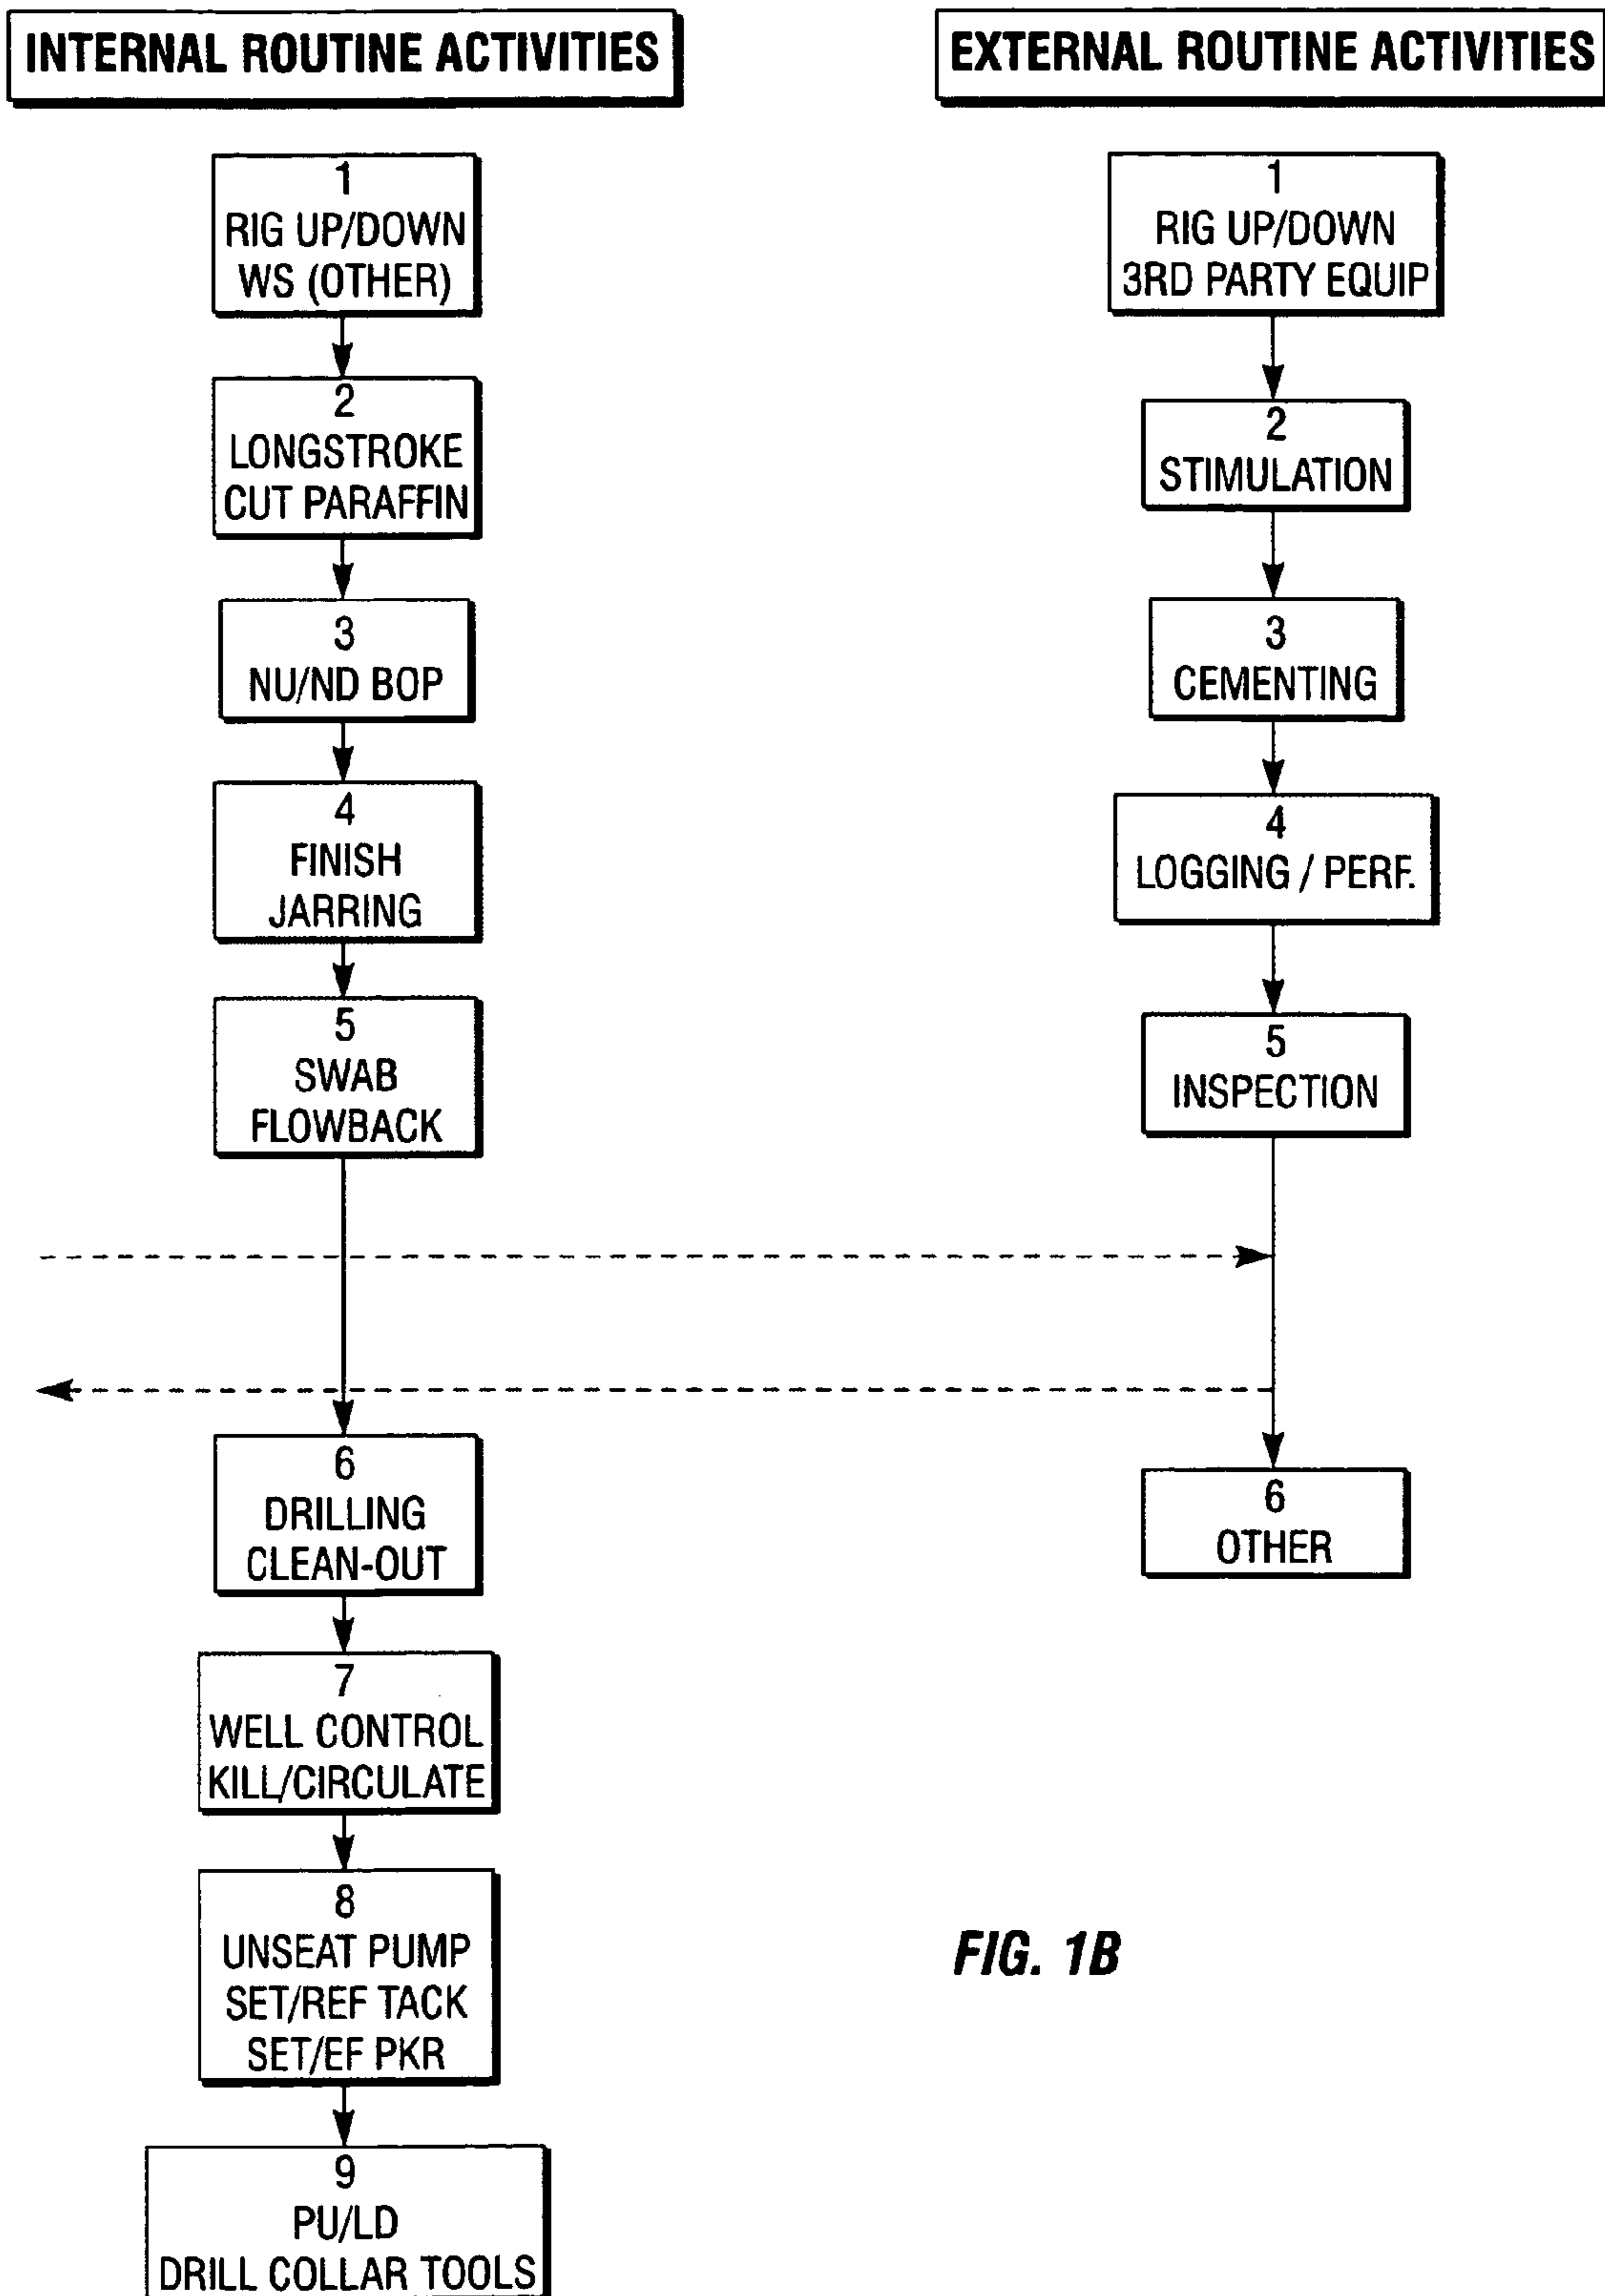 INTERNAL ROUTINE ACTIVITIES
1
RIG UP/DOWN
WS (OTHER)
2
LONGSTROKE
CUT PARAFFIN
3
NU/ND BOP
4
FINISH
JARRING
5
SWAB
FLOWBACK
6
DRILLING
CLEAN-OUT
7
WELL CONTROL
KILL/CIRCULATE
8
UNSEAT PUMP
SET/REF TACK
SET/EF PKR
9
PU/LD
DRILL COLLAR TOOLS
EXTERNAL ROUTINE ACTIVITIES
1
RIG UP/DOWN
3RD PARTY EQUIP
2
STIMULATION
3
CEMENTING
4
LOGGING / PERF.
5
INSPECTION
6
OTHER
FIG. 1B